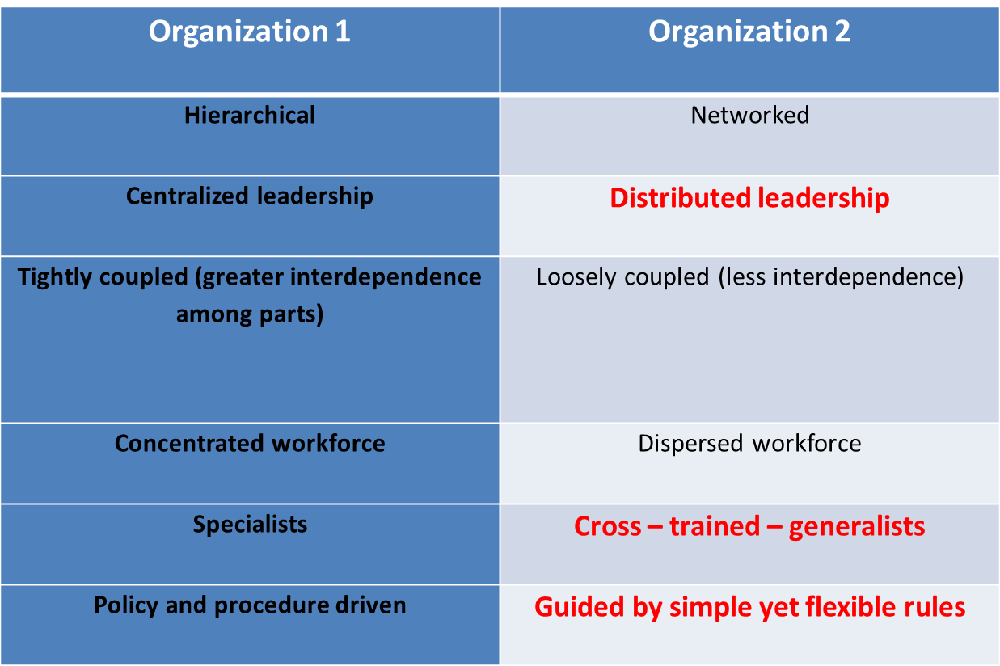 Organization 1
Organization 2
Hierarchical
Networked
Centralized leadership
Distributed leadership
Tightly coupled (greater interdependence
among parts)
Loosely coupled (less interdependence)
Concentrated workforce
Dispersed workforce
Specialists
Cross – trained – generalists
Policy and procedure driven
Guided by simple yet flexible rules